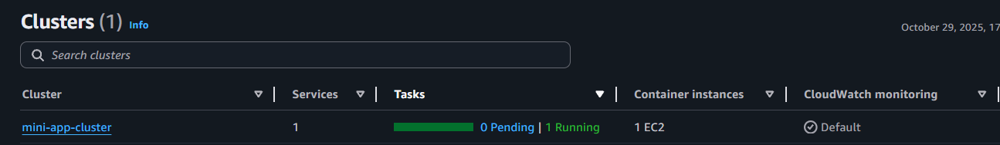 Clusters (1) Info
October 29, 2025, 17
Search clusters
Cluster Services Tasks Container instances CloudWatch monitoring
mini-app-cluster 1 0 Pending | 1 Running 1 EC2 Default